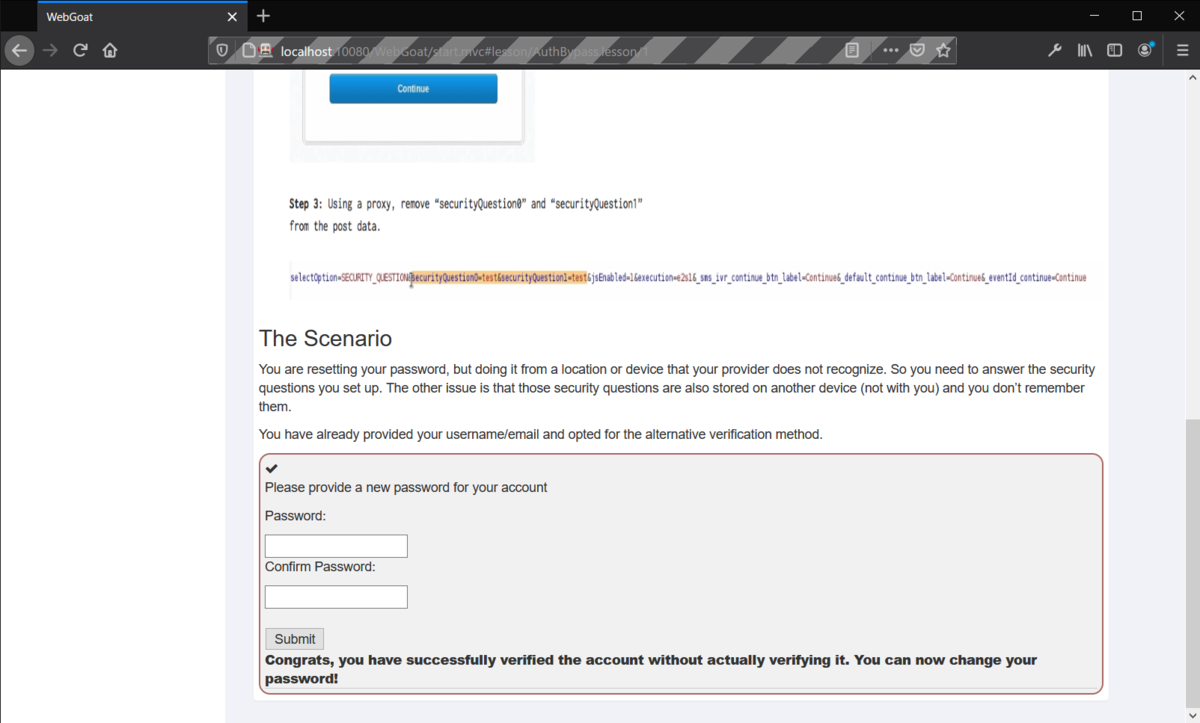 WebGoat
localhost:10080/WebGoat/start.mvc#lesson/AuthBypass.lesson/1
Continue
Step 3: Using a proxy, remove “securityQuestion0” and “securityQuestion1”
from the post data.
selectOption=SECURITY_QUESTION&securityQuestion0=test&securityQuestion1=test&jsEnabled=1&execution=e2s1&_sms_ivr_continue_btn_label=Continue&_default_continue_btn_label=Continue&_eventId_continue=Continue
The Scenario
You are resetting your password, but doing it from a location or device that your provider does not recognize. So you need to answer the security
questions you set up. The other issue is that those security questions are also stored on another device (not with you) and you don’t remember
them.
You have already provided your username/email and opted for the alternative verification method.
Please provide a new password for your account
Password:
Confirm Password:
Submit
Congrats, you have successfully verified the account without actually verifying it. You can now change your
password!